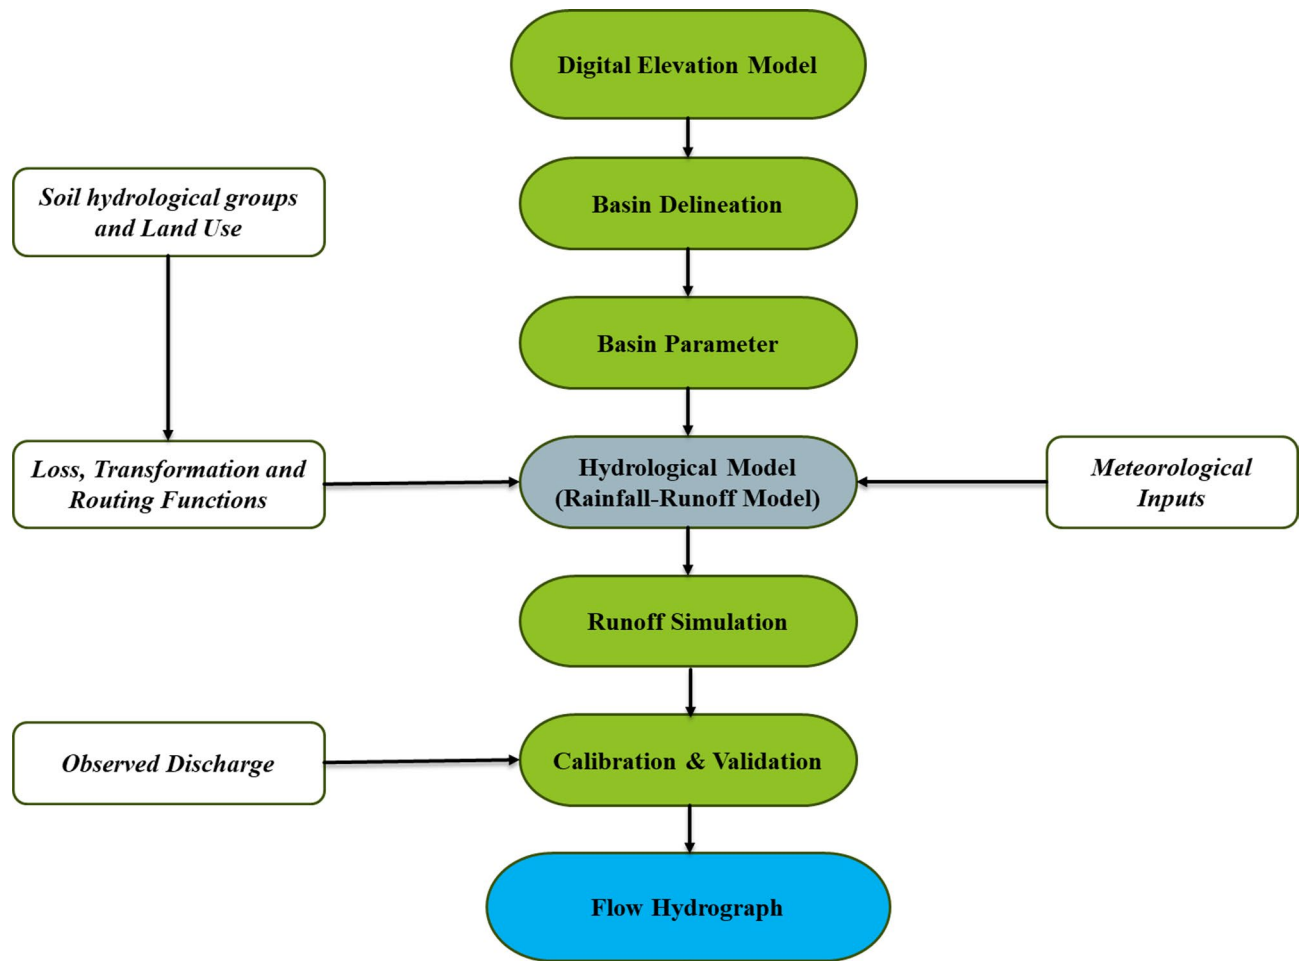 Digital Elevation Model
Soil hydrological groups
and Land Use
Basin Delineation
Basin Parameter
Loss, Transformation and
Routing Functions
Hydrological Model
(Rainfall-Runoff Model)
Meteorological
Inputs
Runoff Simulation
Observed Discharge
Calibration & Validation
Flow Hydrograph